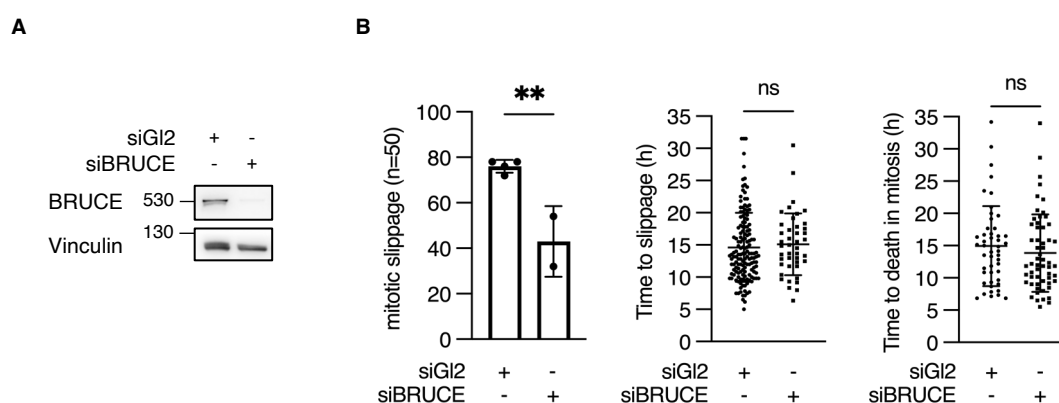 A
siGl2 + -
siBRUCE - +
BRUCE 530
130
Vinculin
B
**
mitotic slippage (n=50)
100
80
60
40
20
0
siGl2 + -
siBRUCE - +
ns
Time to slippage (h)
35
30
25
20
15
10
5
0
siGl2 + -
siBRUCE - +
ns
Time to death in mitosis (h)
35
30
25
20
15
10
5
0
siGl2 + -
siBRUCE - +